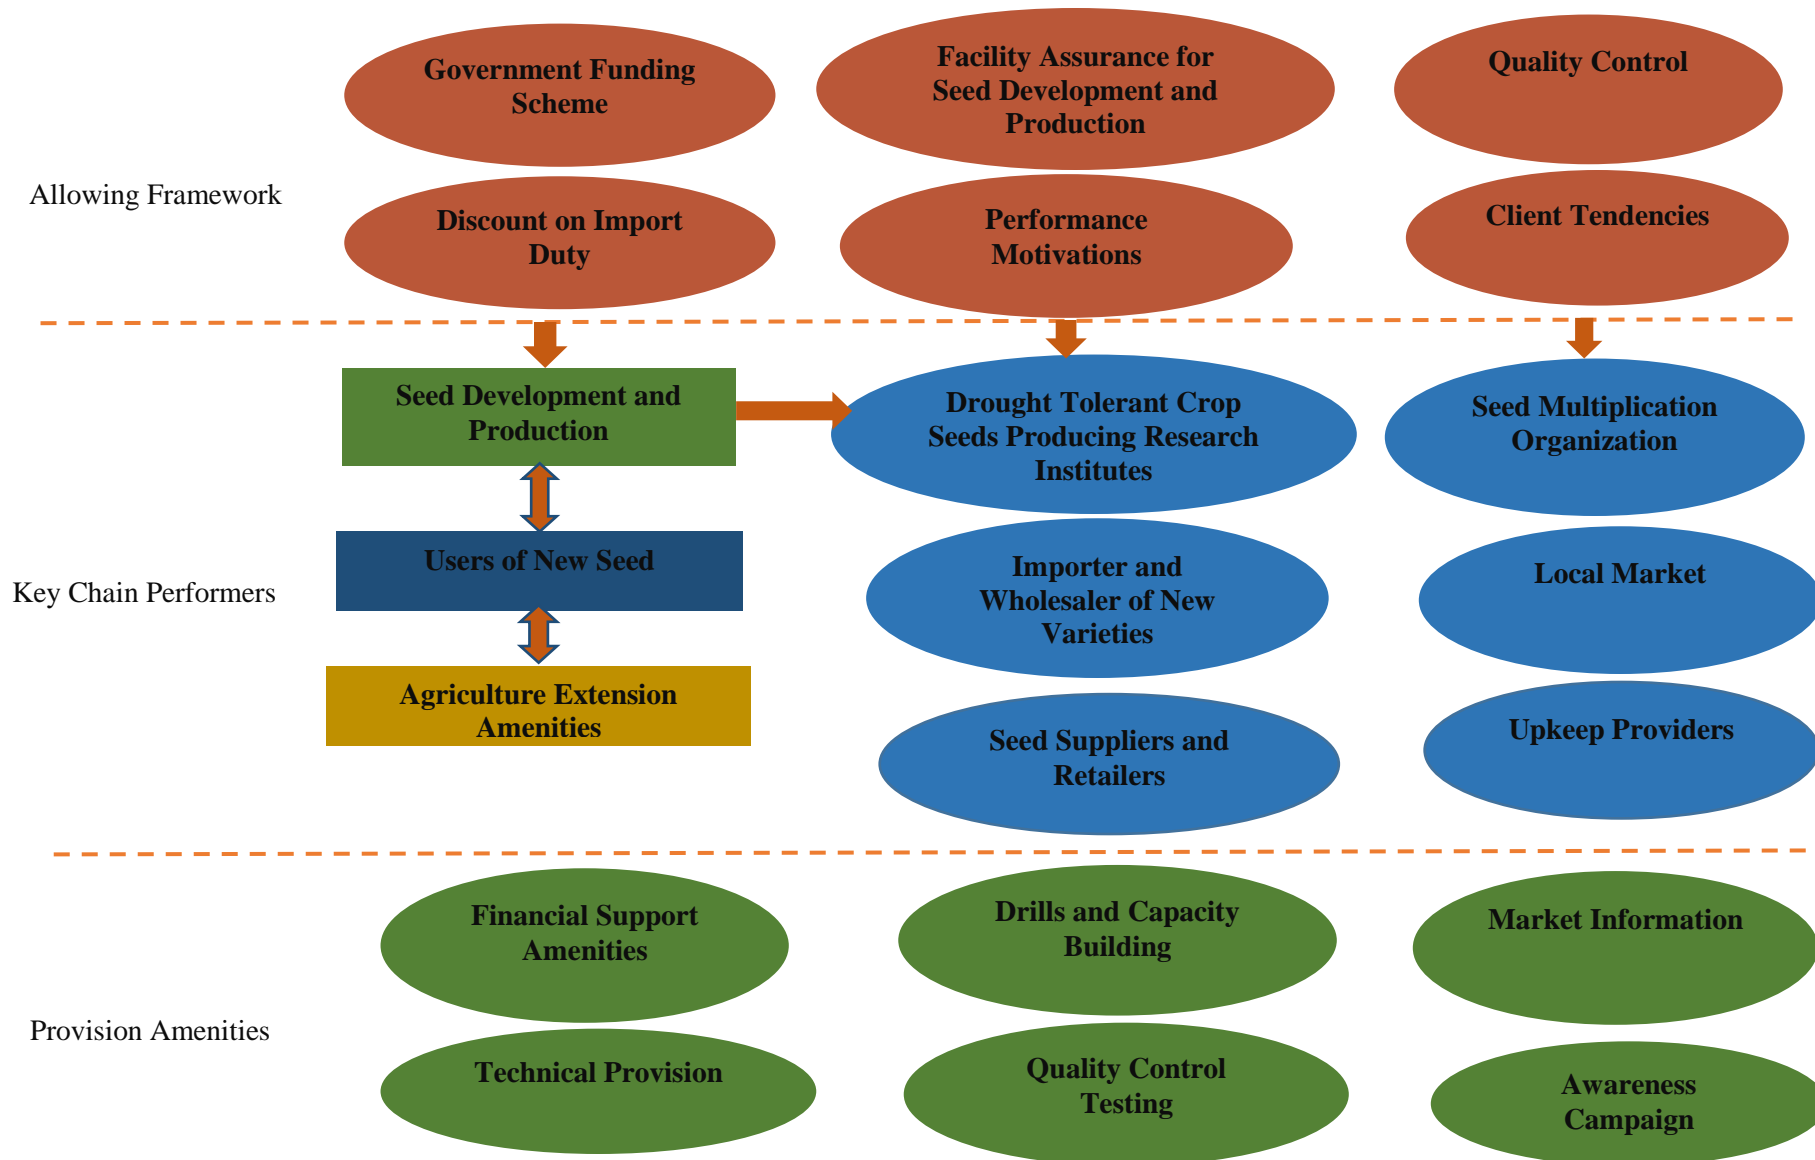 Government Funding
Scheme
Facility Assurance for
Seed Development and
Production
Quality Control
Allowing Framework
Discount on Import
Duty
Performance
Motivations
Client Tendencies
Seed Development and
Production
Drought Tolerant Crop
Seeds Producing Research
Institutes
Seed Multiplication
Organization
Key Chain Performers
Users of New Seed
Importer and
Wholesaler of New
Varieties
Local Market
Agriculture Extension
Amenities
Seed Suppliers and
Retailers
Upkeep Providers
Financial Support
Amenities
Drills and Capacity
Building
Market Information
Provision Amenities
Technical Provision
Quality Control
Testing
Awareness
Campaign